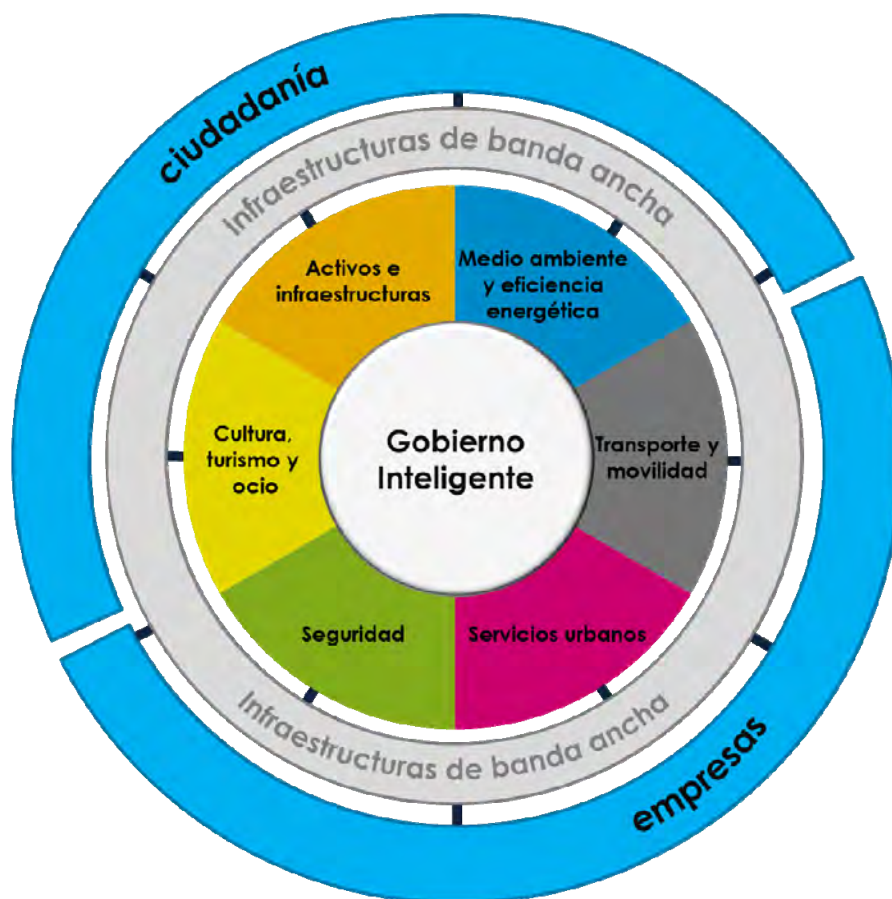 ciudadanía
Infraestructuras de banda ancha
Activos e
infraestructuras
Medio ambiente
y eficiencia
energética
Cultura,
turismo y
ocio
Gobierno
Inteligente
Transporte y
movilidad
Seguridad
Servicios urbanos
Infraestructuras de banda ancha
empresas